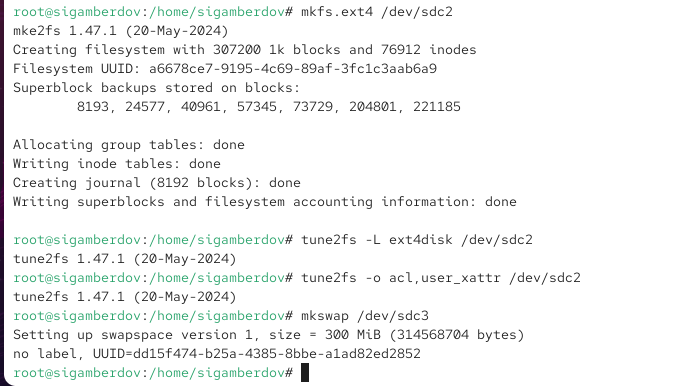 root@sigamberdov:/home/sigamberdov# mkfs.ext4 /dev/sdc2
mke2fs 1.47.1 (20-May-2024)
Creating filesystem with 307200 1k blocks and 76912 inodes
Filesystem UUID: a6678ce7-9195-4c69-89af-3fc1c3aab6a9
Superblock backups stored on blocks:
        8193, 24577, 40961, 57345, 73729, 204801, 221185

Allocating group tables: done
Writing inode tables: done
Creating journal (8192 blocks): done
Writing superblocks and filesystem accounting information: done

root@sigamberdov:/home/sigamberdov# tune2fs -L ext4disk /dev/sdc2
tune2fs 1.47.1 (20-May-2024)
root@sigamberdov:/home/sigamberdov# tune2fs -o acl,user_xattr /dev/sdc2
tune2fs 1.47.1 (20-May-2024)
root@sigamberdov:/home/sigamberdov# mkswap /dev/sdc3
Setting up swapspace version 1, size = 300 MiB (314568704 bytes)
no label, UUID=dd15f474-b25a-4385-8bbe-a1ad82ed2852
root@sigamberdov:/home/sigamberdov#